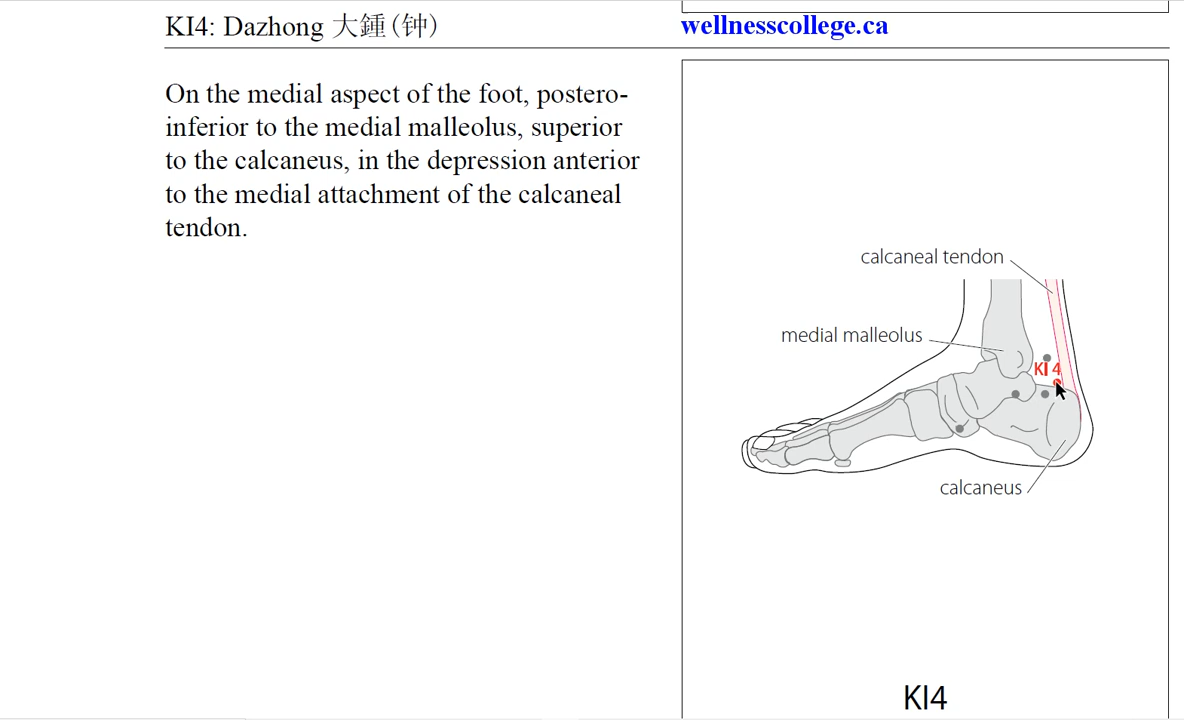 KI4: Dazhong 大鍾(钟)
wellnesscollege.ca
On the medial aspect of the foot, postero-
inferior to the medial malleolus, superior
to the calcaneus, in the depression anterior
to the medial attachment of the calcaneal
tendon.
calcaneal tendon
medial malleolus
KI 4
calcaneus
KI4